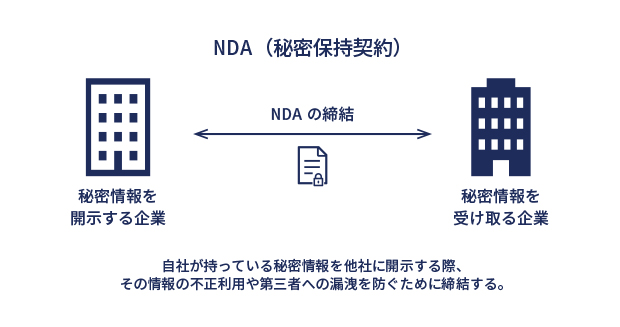 NDA（秘密保持契約）
NDA の締結
秘密情報を
開示する企業
秘密情報を
受け取る企業
自社が持っている秘密情報を他社に開示する際、
その情報の不正利用や第三者への漏洩を防ぐために締結する。